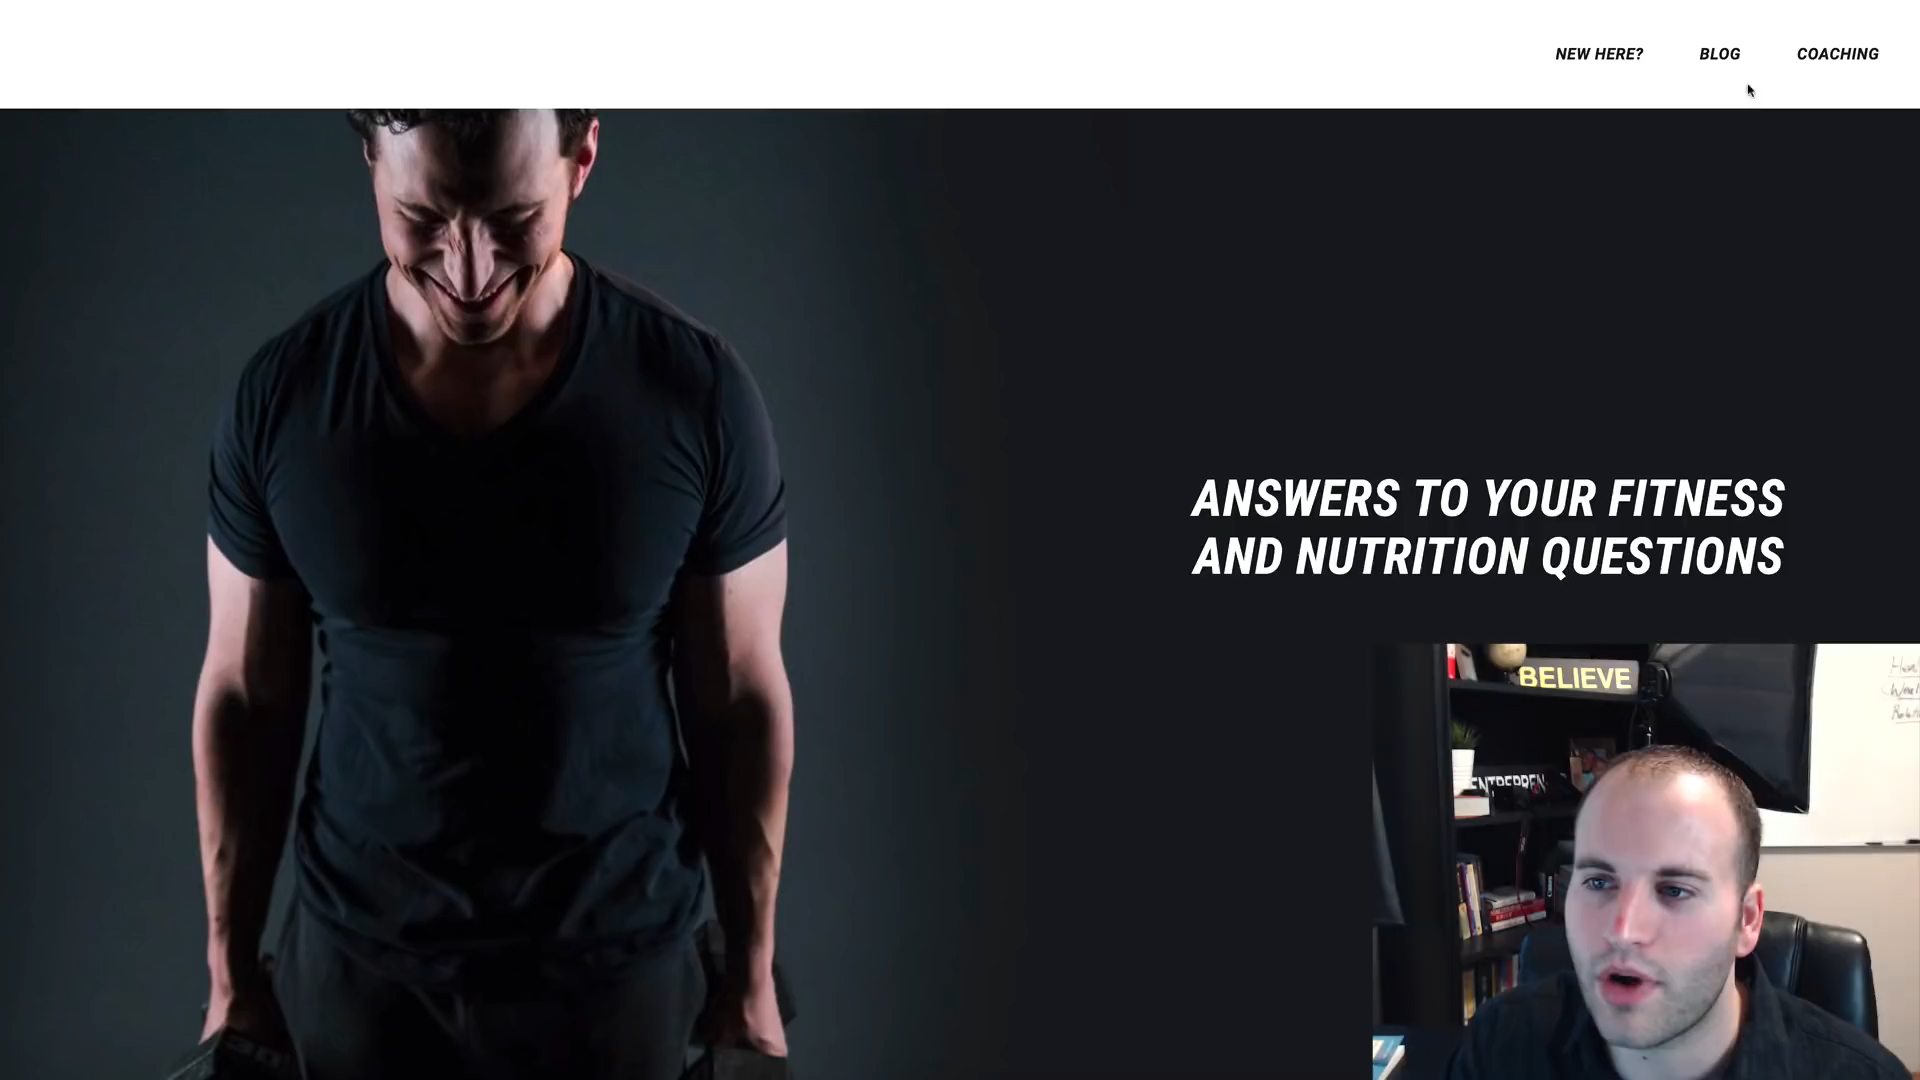 NEW HERE? BLOG COACHING
ANSWERS TO YOUR FITNESS
AND NUTRITION QUESTIONS
BELIEVE